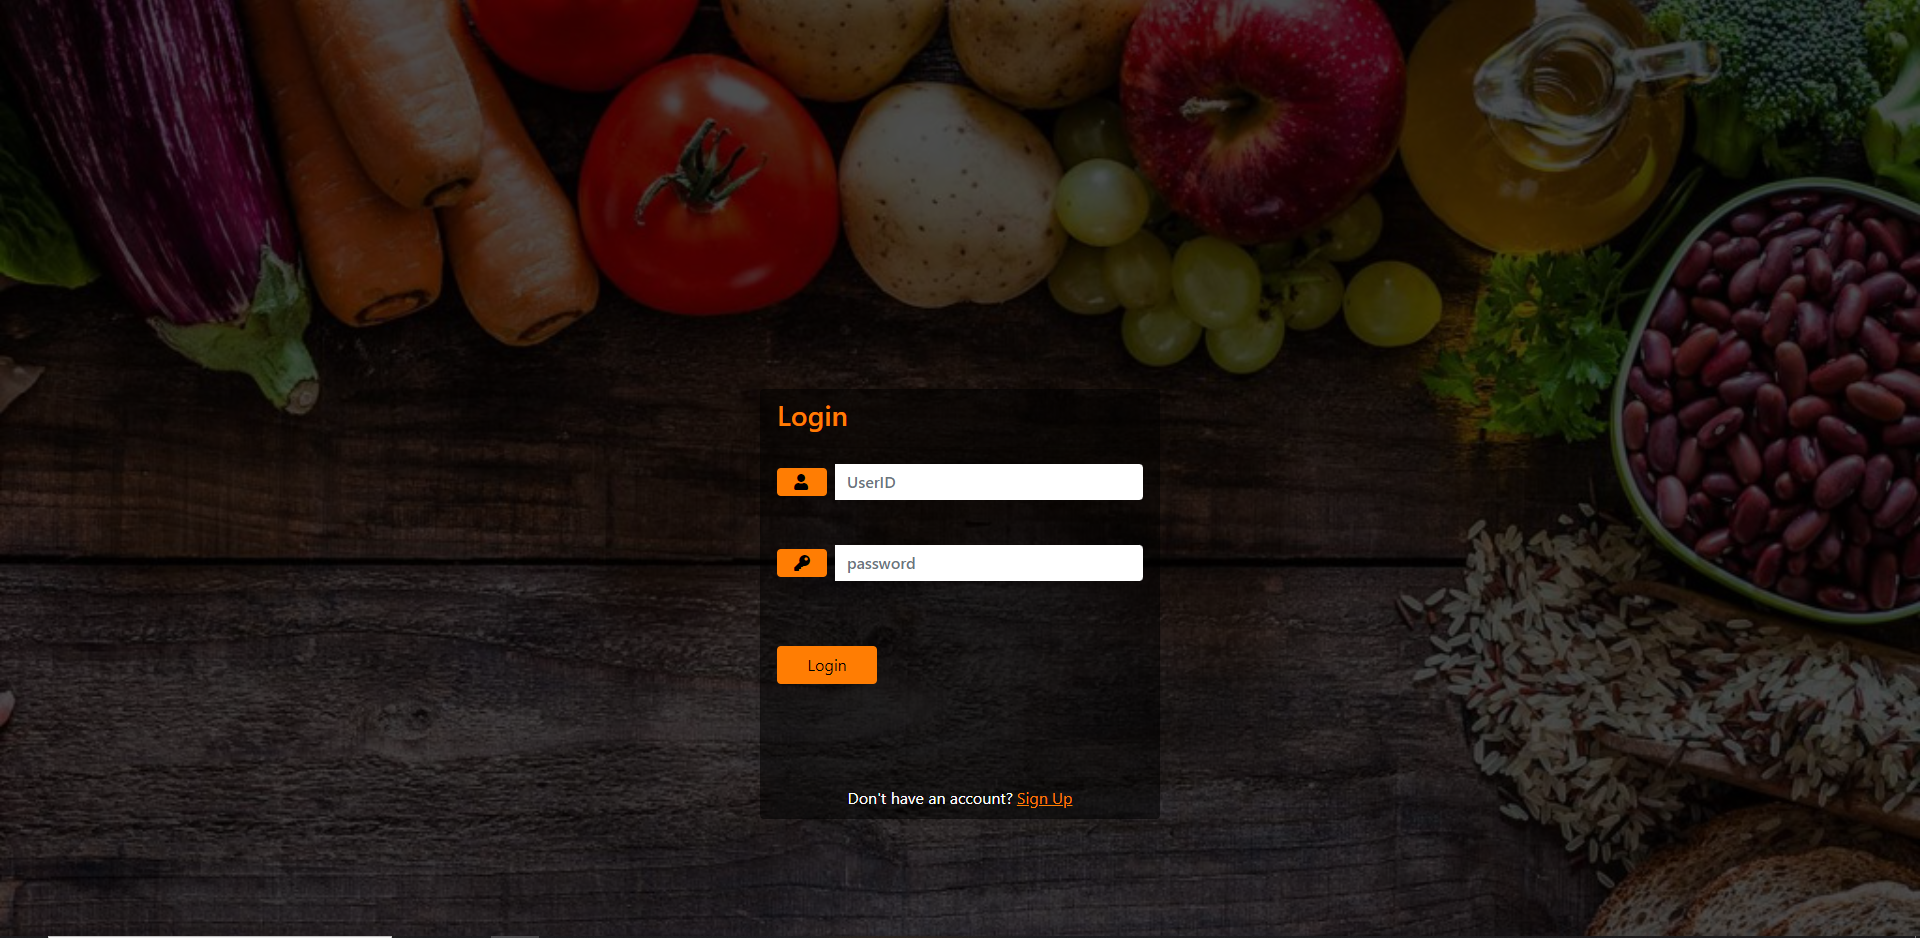 Login
UserID
password
Login
Don't have an account? Sign Up